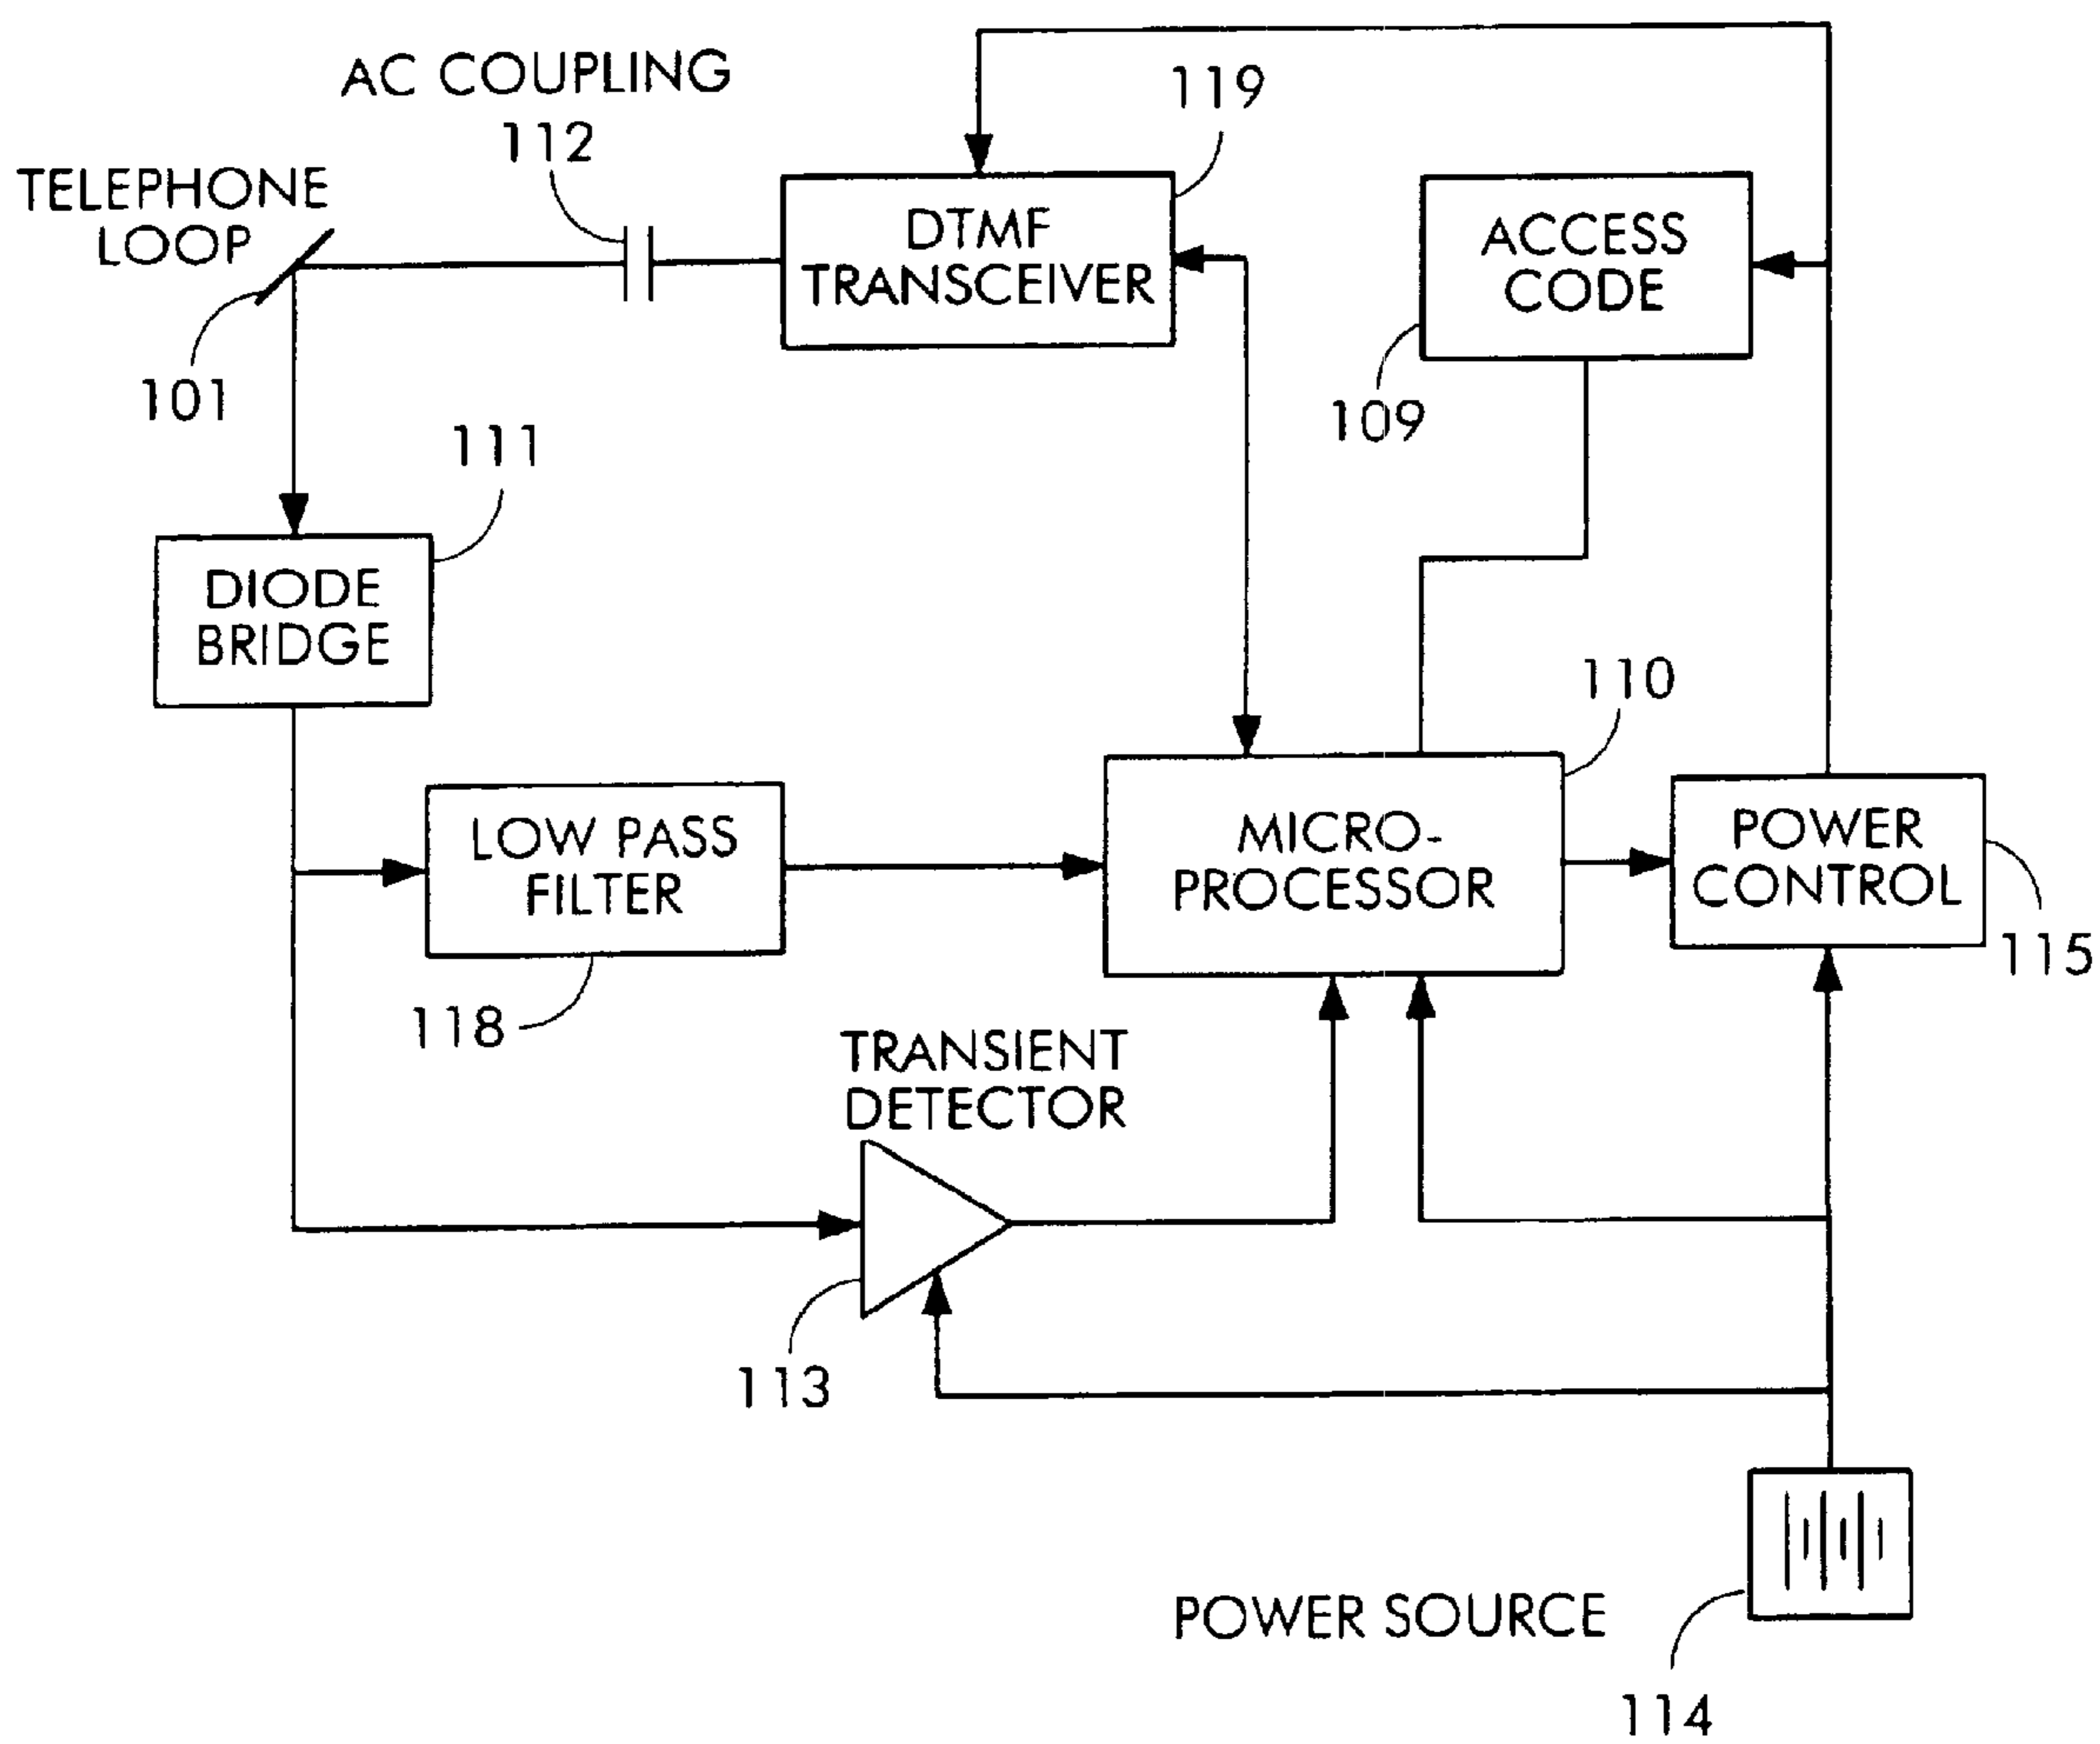 AC COUPLING
112
119
TELEPHONE
LOOP
101
DTMF
TRANSCEIVER
ACCESS
CODE
109
111
DIODE
BRIDGE
110
LOW PASS
FILTER
118
MICRO-
PROCESSOR
POWER
CONTROL
115
TRANSIENT
DETECTOR
113
POWER SOURCE
114